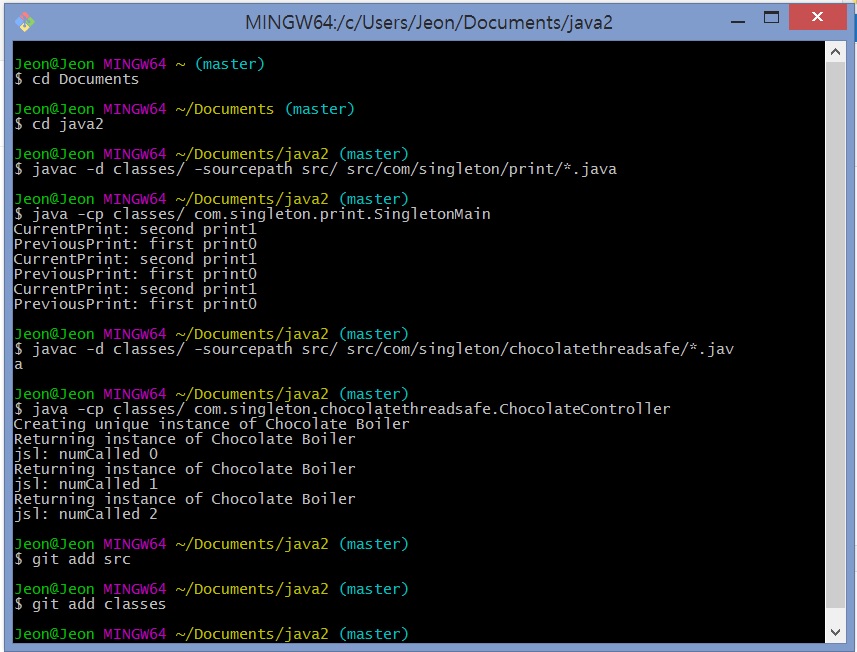 MINGW64:/c/Users/Jeon/Documents/java2
Jeon@Jeon MINGW64 ~ (master)
$ cd Documents
Jeon@Jeon MINGW64 ~/Documents (master)
$ cd java2
Jeon@Jeon MINGW64 ~/Documents/java2 (master)
$ javac -d classes/ -sourcepath src/ src/com/singleton/print/*.java
Jeon@Jeon MINGW64 ~/Documents/java2 (master)
$ java -cp classes/ com.singleton.print.SingletonMain
CurrentPrint: second print1
PreviousPrint: first print0
CurrentPrint: second print1
PreviousPrint: first print0
CurrentPrint: second print1
PreviousPrint: first print0
Jeon@Jeon MINGW64 ~/Documents/java2 (master)
$ javac -d classes/ -sourcepath src/ src/com/singleton/chocolatethreadsafe/*.jav
a
Jeon@Jeon MINGW64 ~/Documents/java2 (master)
$ java -cp classes/ com.singleton.chocolatethreadsafe.ChocolateController
Creating unique instance of Chocolate Boiler
Returning instance of Chocolate Boiler
jsl: numCalled 0
Returning instance of Chocolate Boiler
jsl: numCalled 1
Returning instance of Chocolate Boiler
jsl: numCalled 2
Jeon@Jeon MINGW64 ~/Documents/java2 (master)
$ git add src
Jeon@Jeon MINGW64 ~/Documents/java2 (master)
$ git add classes
Jeon@Jeon MINGW64 ~/Documents/java2 (master)